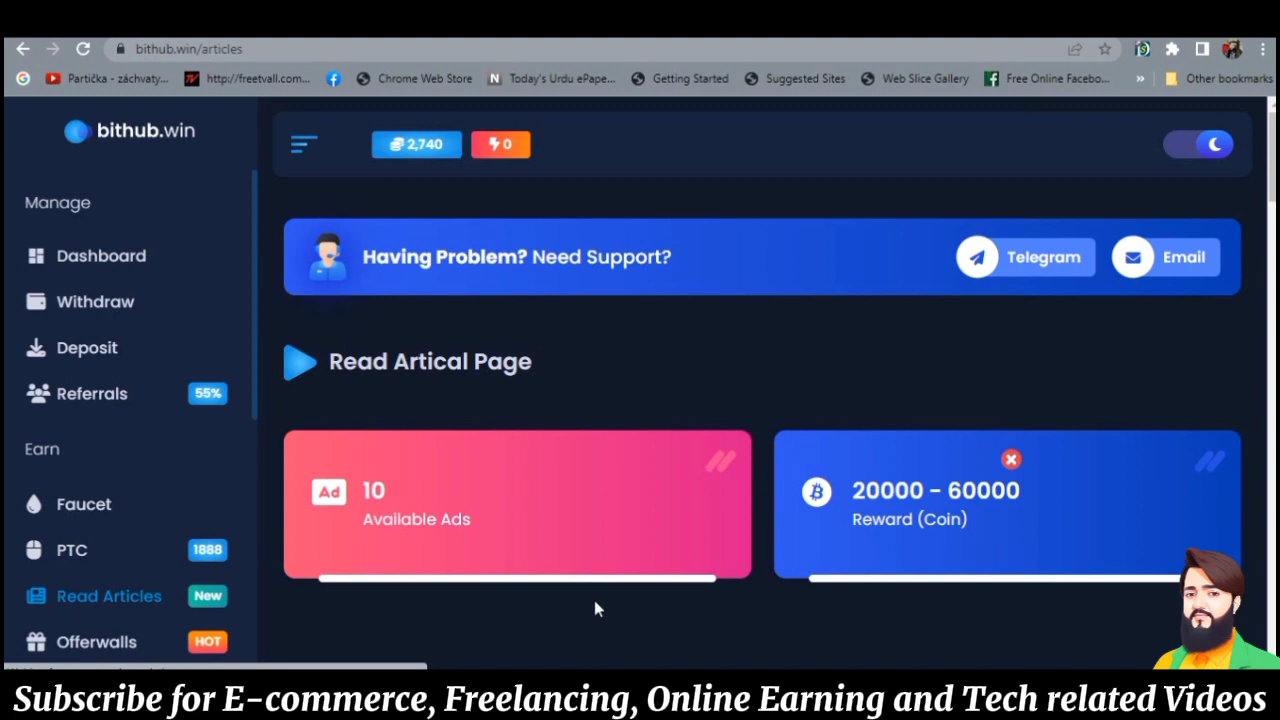 bithub.win/articles
Partička - záchvaty...
http://freetvall.com...
Chrome Web Store
N Today's Urdu ePape...
Getting Started
Suggested Sites
Web Slice Gallery
Free Online Facebo...
»
Other bookmarks
bithub.win
2,740
0
Manage
Dashboard
Withdraw
Deposit
Referrals 55%
Earn
Faucet
PTC 1888
Read Articles New
Offerwalls HOT
Having Problem? Need Support?
Telegram
Email
Read Artical Page
Ad
10
Available Ads
20000 - 60000
Reward (Coin)
Subscribe for E-commerce, Freelancing, Online Earning and Tech related Videos